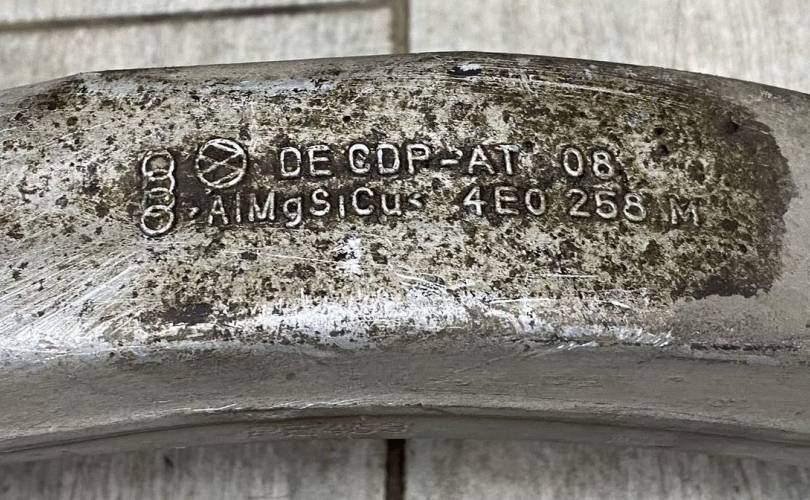 DE CDP-AT 08
>AlMgSiCu< 4E0 258 M